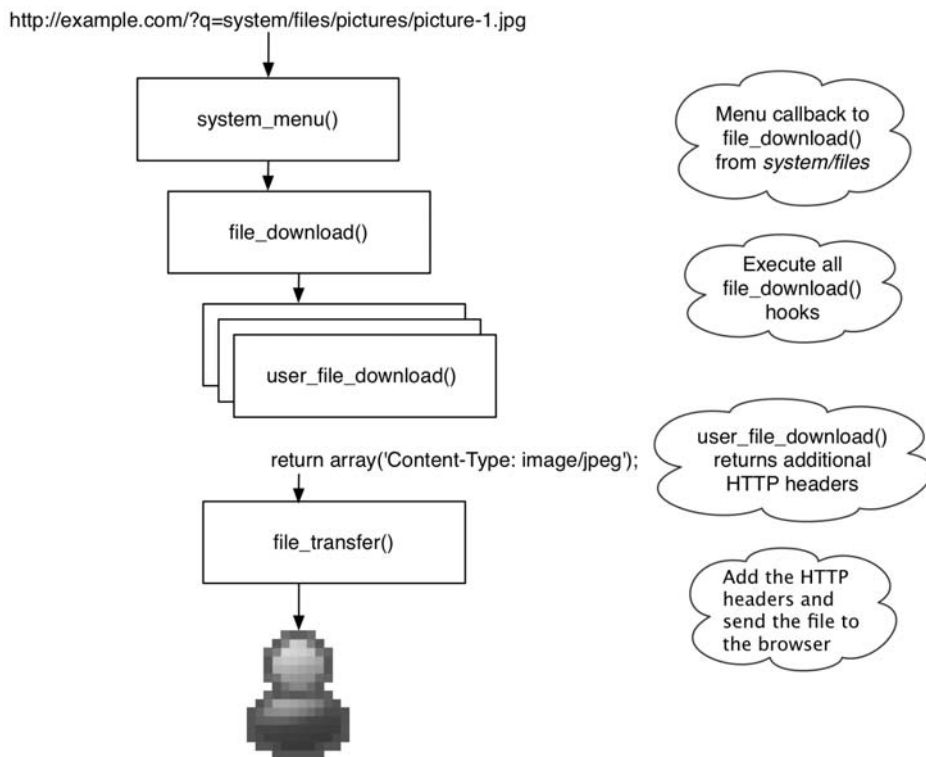 http://example.com/?q=system/files/pictures/picture-1.jpg
system_menu()
Menu callback to
file_download()
from system/files
file_download()
Execute all
file_download()
hooks
user_file_download()
return array('Content-Type: image/jpeg');
user_file_download()
returns additional
HTTP headers
file_transfer()
Add the HTTP
headers and
send the file to
the browser